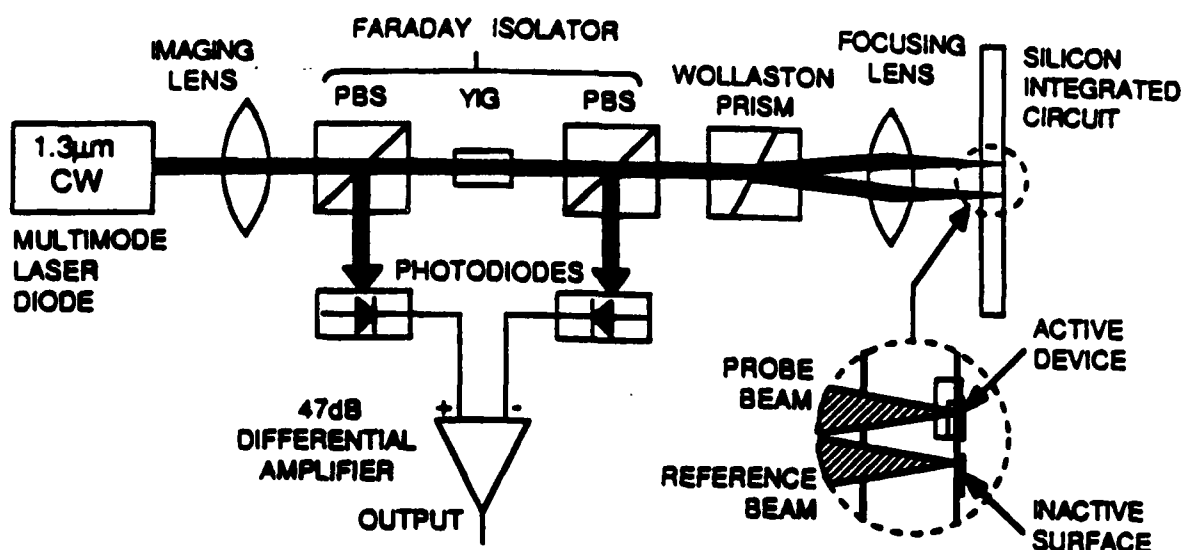 FARADAY ISOLATOR
IMAGING
LENS
PBS
YIG
PBS
WOLLASTON
PRISM
FOCUSING
LENS
SILICON
INTEGRATED
CIRCUIT
1.3µm
CW
MULTIMODE
LASER
DIODE
PHOTODIODES
47dB
DIFFERENTIAL
AMPLIFIER
+
-
OUTPUT
PROBE
BEAM
REFERENCE
BEAM
ACTIVE
DEVICE
INACTIVE
SURFACE